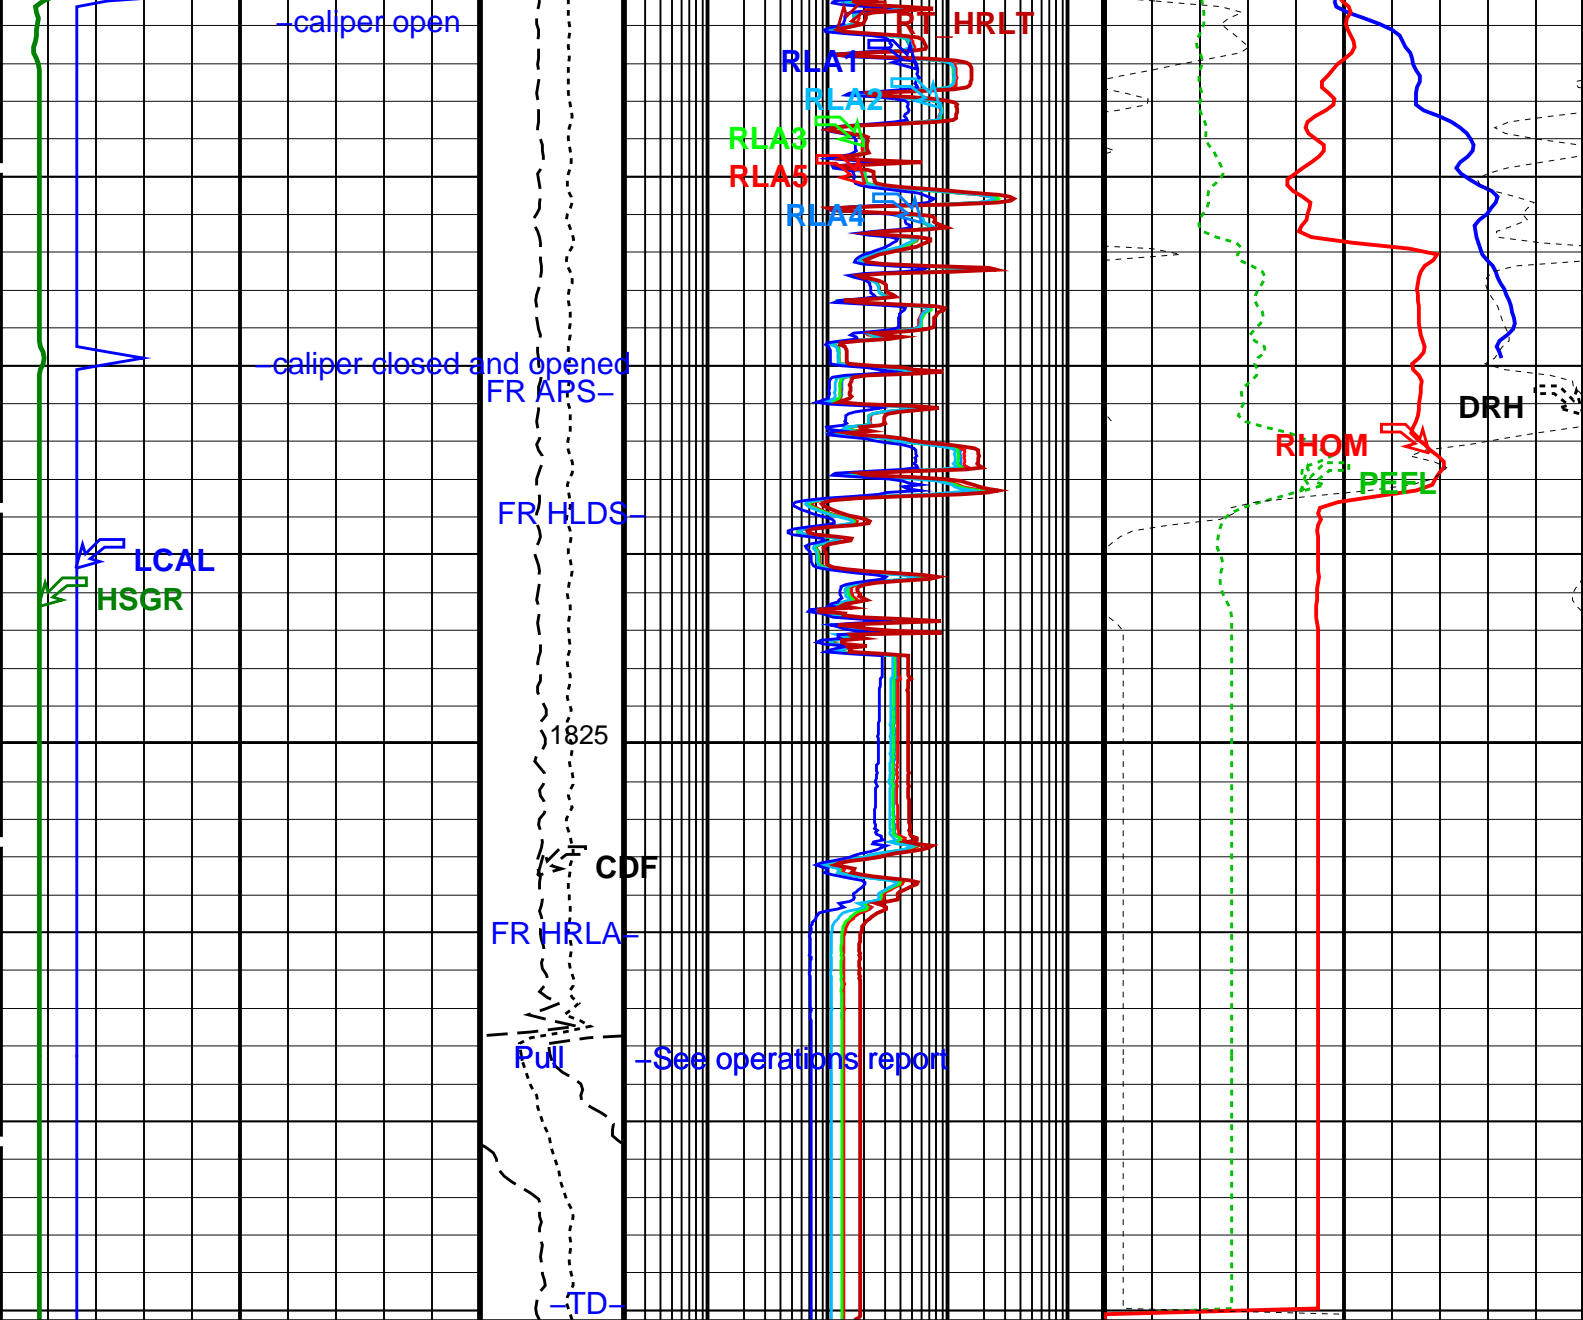 –caliper open
RT_HRLT
RLA1
RLA2
RLA3
RLA5
RLA4
–caliper closed and opened
FR APS–
DRH
RHOM
PEFL
FR HLDS–
LCAL
HSGR
1825
CDF
FR HRLA–
Pull
–See operations report
–TD–